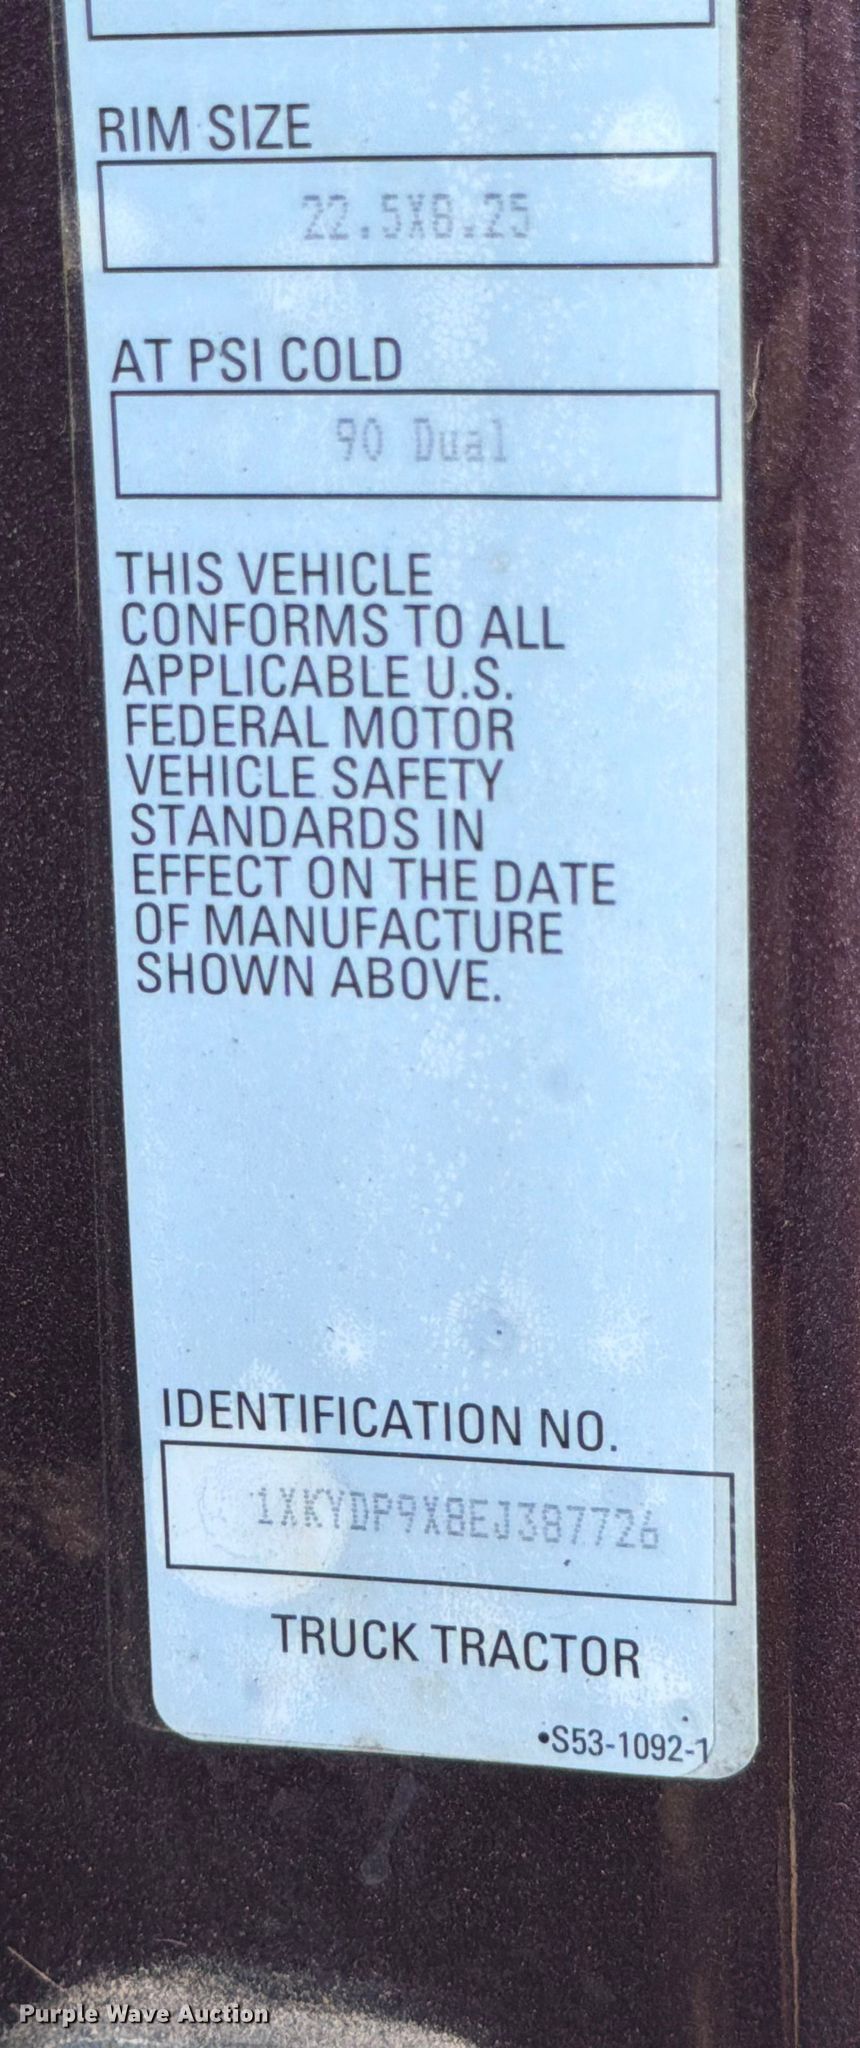 RIM SIZE
22.5X8.25
AT PSI COLD
90 Dual
THIS VEHICLE
CONFORMS TO ALL
APPLICABLE U.S.
FEDERAL MOTOR
VEHICLE SAFETY
STANDARDS IN
EFFECT ON THE DATE
OF MANUFACTURE
SHOWN ABOVE.
IDENTIFICATION NO.
1XKYDP9X8EJ387726
TRUCK TRACTOR
•S53-1092-1
Purple Wave Auction